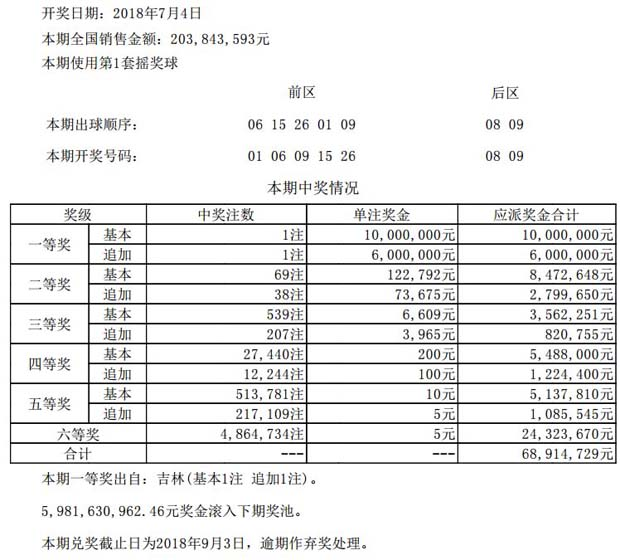 开奖日期：2018年7月4日
本期全国销售金额：203,843,593元
本期使用第1套摇奖球
前区 后区
本期出球顺序： 06 15 26 01 09 08 09
本期开奖号码： 01 06 09 15 26 08 09
本期中奖情况
奖级 中奖注数 单注奖金 应派奖金合计
一等奖 基本 1注 10,000,000元 10,000,000元
追加 1注 6,000,000元 6,000,000元
二等奖 基本 69注 122,792元 8,472,648元
追加 38注 73,675元 2,799,650元
三等奖 基本 539注 6,609元 3,562,251元
追加 207注 3,965元 820,755元
四等奖 基本 27,440注 200元 5,488,000元
追加 12,244注 100元 1,224,400元
五等奖 基本 513,781注 10元 5,137,810元
追加 217,109注 5元 1,085,545元
六等奖 4,864,734注 5元 24,323,670元
合计 --- --- 68,914,729元
本期一等奖出自：吉林(基本1注 追加1注)。
5,981,630,962.46元奖金滚入下期奖池。
本期兑奖截止日为2018年9月3日，逾期作弃奖处理。